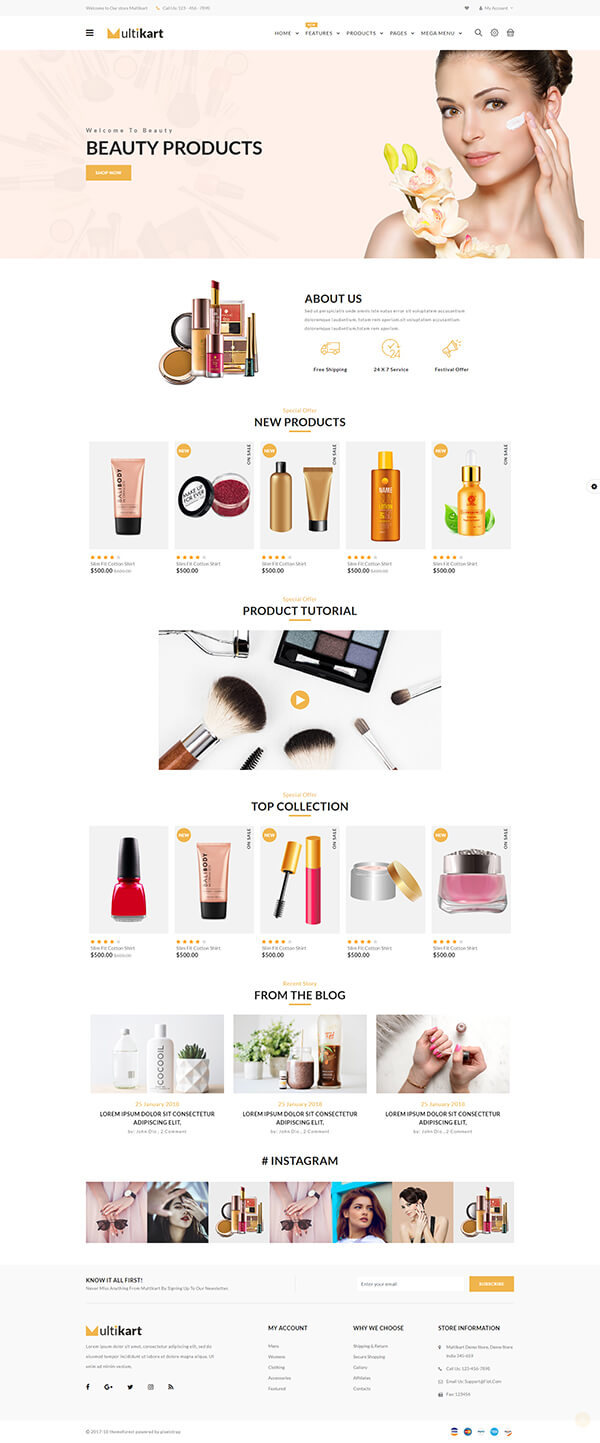 Welcome to Our store Multikart
Call Us: 123 - 456 - 7890
My Account
Multikart
HOME
NEW
FEATURES
PRODUCTS
PAGES
MEGA MENU
Welcome To Beauty
BEAUTY PRODUCTS
SHOP NOW
ABOUT US
Sed ut perspiciatis unde omnis iste natus error sit voluptatem accusantium
doloremque laudantium, totam rem aperiam. sit voluptatem accusantium
doloremque laudantium,totam rem aperiam.
Free Shipping
24
24 X 7 Service
Festival Offer
Special Offer
NEW PRODUCTS
BALIBODY
NEW
ON SALE
MAKE UP
FOR EVER
NEW
ON SALE
NAME
LOTION
NEW
ON SALE
Slim Fit Cotton Shirt
$500.00 $600.00
Slim Fit Cotton Shirt
$500.00
Slim Fit Cotton Shirt
$500.00
Slim Fit Cotton Shirt
$500.00 $600.00
Slim Fit Cotton Shirt
$500.00
Special Offer
PRODUCT TUTORIAL
Special Offer
TOP COLLECTION
NEW
ON SALE
BALIBODY
NEW
ON SALE
NEW
ON SALE
Slim Fit Cotton Shirt
$500.00 $600.00
Slim Fit Cotton Shirt
$500.00
Slim Fit Cotton Shirt
$500.00
Slim Fit Cotton Shirt
$500.00 $600.00
Slim Fit Cotton Shirt
$500.00
Recent Store
FROM THE BLOG
COCOOIL
25 January 2018
LOREM IPSUM DOLOR SIT CONSECTETUR
ADIPISCING ELIT,
by: John Dio , 2 Comment
25 January 2018
LOREM IPSUM DOLOR SIT CONSECTETUR
ADIPISCING ELIT,
by: John Dio , 2 Comment
25 January 2018
LOREM IPSUM DOLOR SIT CONSECTETUR
ADIPISCING ELIT,
by: John Dio , 2 Comment
# INSTAGRAM
KNOW IT ALL FIRST!
Never Miss Anything From Multikart By Signing Up To Our Newsletter.
Enter your email
SUBSCRIBE
Multikart
Lorem ipsum dolor sit amet, consectetur adipiscing elit, sed do
eiusmod tempor incididunt ut labore et dolore magna aliqua. Ut
enim ad minim veniam,
MY ACCOUNT
Mens
Womens
Clothing
Accessories
Featured
WHY WE CHOOSE
Shipping & Return
Secure Shopping
Gallary
Affiliates
Contacts
STORE INFORMATION
Multikart Demo Store, Demo Store
India 345-659
Call Us: 123-456-7898
Email Us: Support@Fiot.Com
Fax: 123456
© 2017-18 themeforest powered by pixelstrap